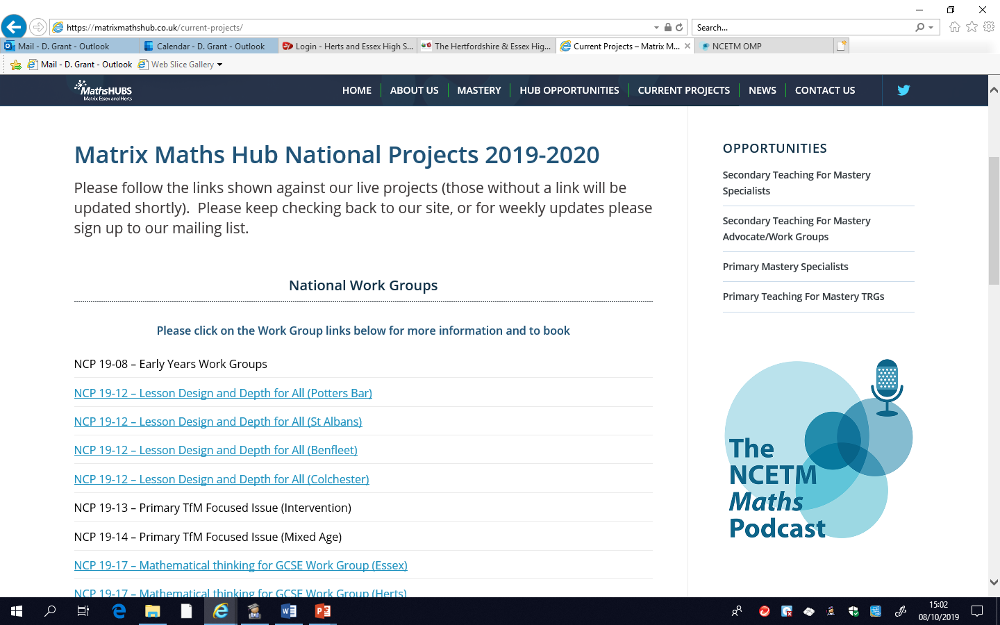 https://matrixmathshub.co.uk/current-projects/
Search...
Mail - D. Grant - Outlook
Calendar - D. Grant - Outlook
Login - Herts and Essex High S...
The Hertfordshire & Essex Hig...
Current Projects – Matrix M...
NCETM OMP
Mail - D. Grant - Outlook
Web Slice Gallery
MathsHUBS
Matrix Essex and Herts
HOME
ABOUT US
MASTERY
HUB OPPORTUNITIES
CURRENT PROJECTS
NEWS
CONTACT US
Matrix Maths Hub National Projects 2019-2020
Please follow the links shown against our live projects (those without a link will be
updated shortly).  Please keep checking back to our site, or for weekly updates please
sign up to our mailing list.
National Work Groups
Please click on the Work Group links below for more information and to book
NCP 19-08 – Early Years Work Groups
NCP 19-12 – Lesson Design and Depth for All (Potters Bar)
NCP 19-12 – Lesson Design and Depth for All (St Albans)
NCP 19-12 – Lesson Design and Depth for All (Benfleet)
NCP 19-12 – Lesson Design and Depth for All (Colchester)
NCP 19-13 – Primary TfM Focused Issue (Intervention)
NCP 19-14 – Primary TfM Focused Issue (Mixed Age)
NCP 19-17 – Mathematical thinking for GCSE Work Group (Essex)
NCP 19-17 – Mathematical thinking for GCSE Work Group (Herts)
OPPORTUNITIES
Secondary Teaching For Mastery
Specialists
Secondary Teaching For Mastery
Advocate/Work Groups
Primary Mastery Specialists
Primary Teaching For Mastery TRGs
The
NCETM
Maths
Podcast
15:02
08/10/2019